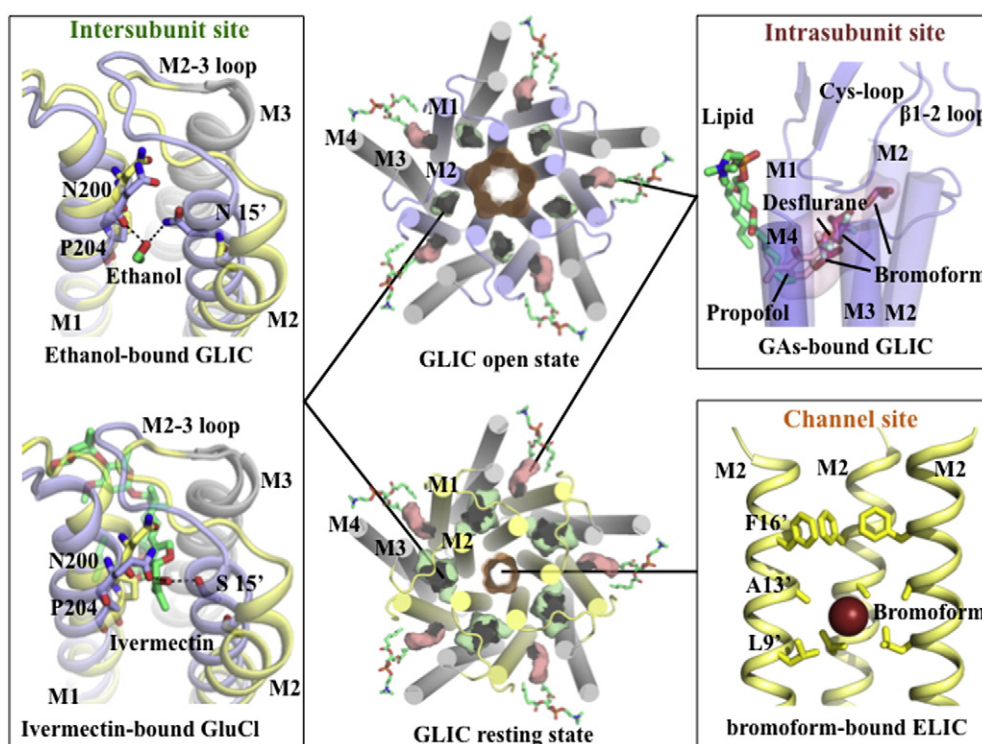 Intersubunit site
M2-3 loop
M3
N200
N 15'
P204
Ethanol
M1
M2
Ethanol-bound GLIC
M2-3 loop
M3
N200
S 15'
P204
Ivermectin
M1
M2
Ivermectin-bound GluCl
M1
M4
M3
M2
GLIC open state
M1
M4
M3
M2
GLIC resting state
Intrasubunit site
Cys-loop
β1-2 loop
Lipid
M1
M2
Desflurane
M4
Bromoform
Propofol
M3
M2
GAs-bound GLIC
Channel site
M2
M2
M2
F16'
A13'
Bromoform
L9'
bromoform-bound ELIC